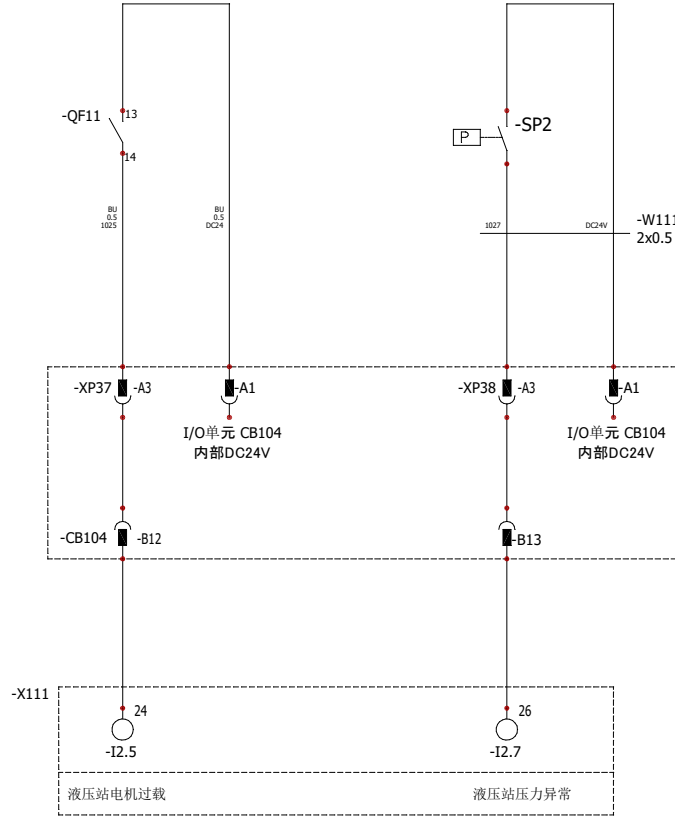 -QF11
13
14
P
-SP2
BU
0.5
1025
BU
0.5
DC24
1027
DC24V
-W111
2x0.5
-XP37
-A3
-A1
-XP38
-A3
-A1
I/O单元 CB104
内部DC24V
I/O单元 CB104
内部DC24V
-CB104
-B12
-B13
-X111
24
26
-I2.5
-I2.7
液压站电机过载
液压站压力异常